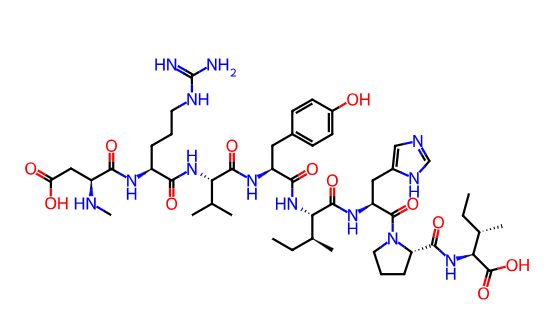 HN NH2
NH
OH
O O N
HN O N
O H H NH
OH HN N O O O
H O HN N N O OH
H N O
H